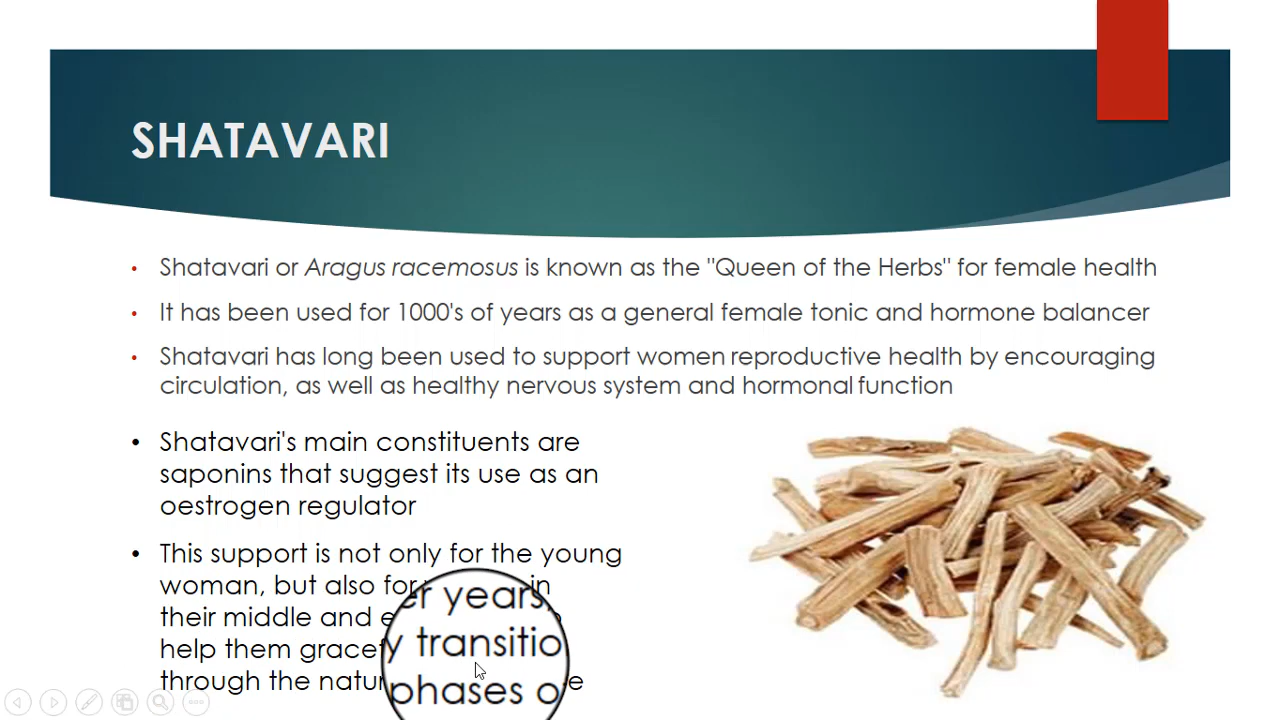 SHATAVARI
• Shatavari or Aragus racemosus is known as the "Queen of the Herbs" for female health
• It has been used for 1000's of years as a general female tonic and hormone balancer
• Shatavari has long been used to support women reproductive health by encouraging
circulation, as well as healthy nervous system and hormonal function
• Shatavari's main constituents are
saponins that suggest its use as an
oestrogen regulator
• This support is not only for the young
woman, but also for in
their middle and years,
help them transitio
through the phases